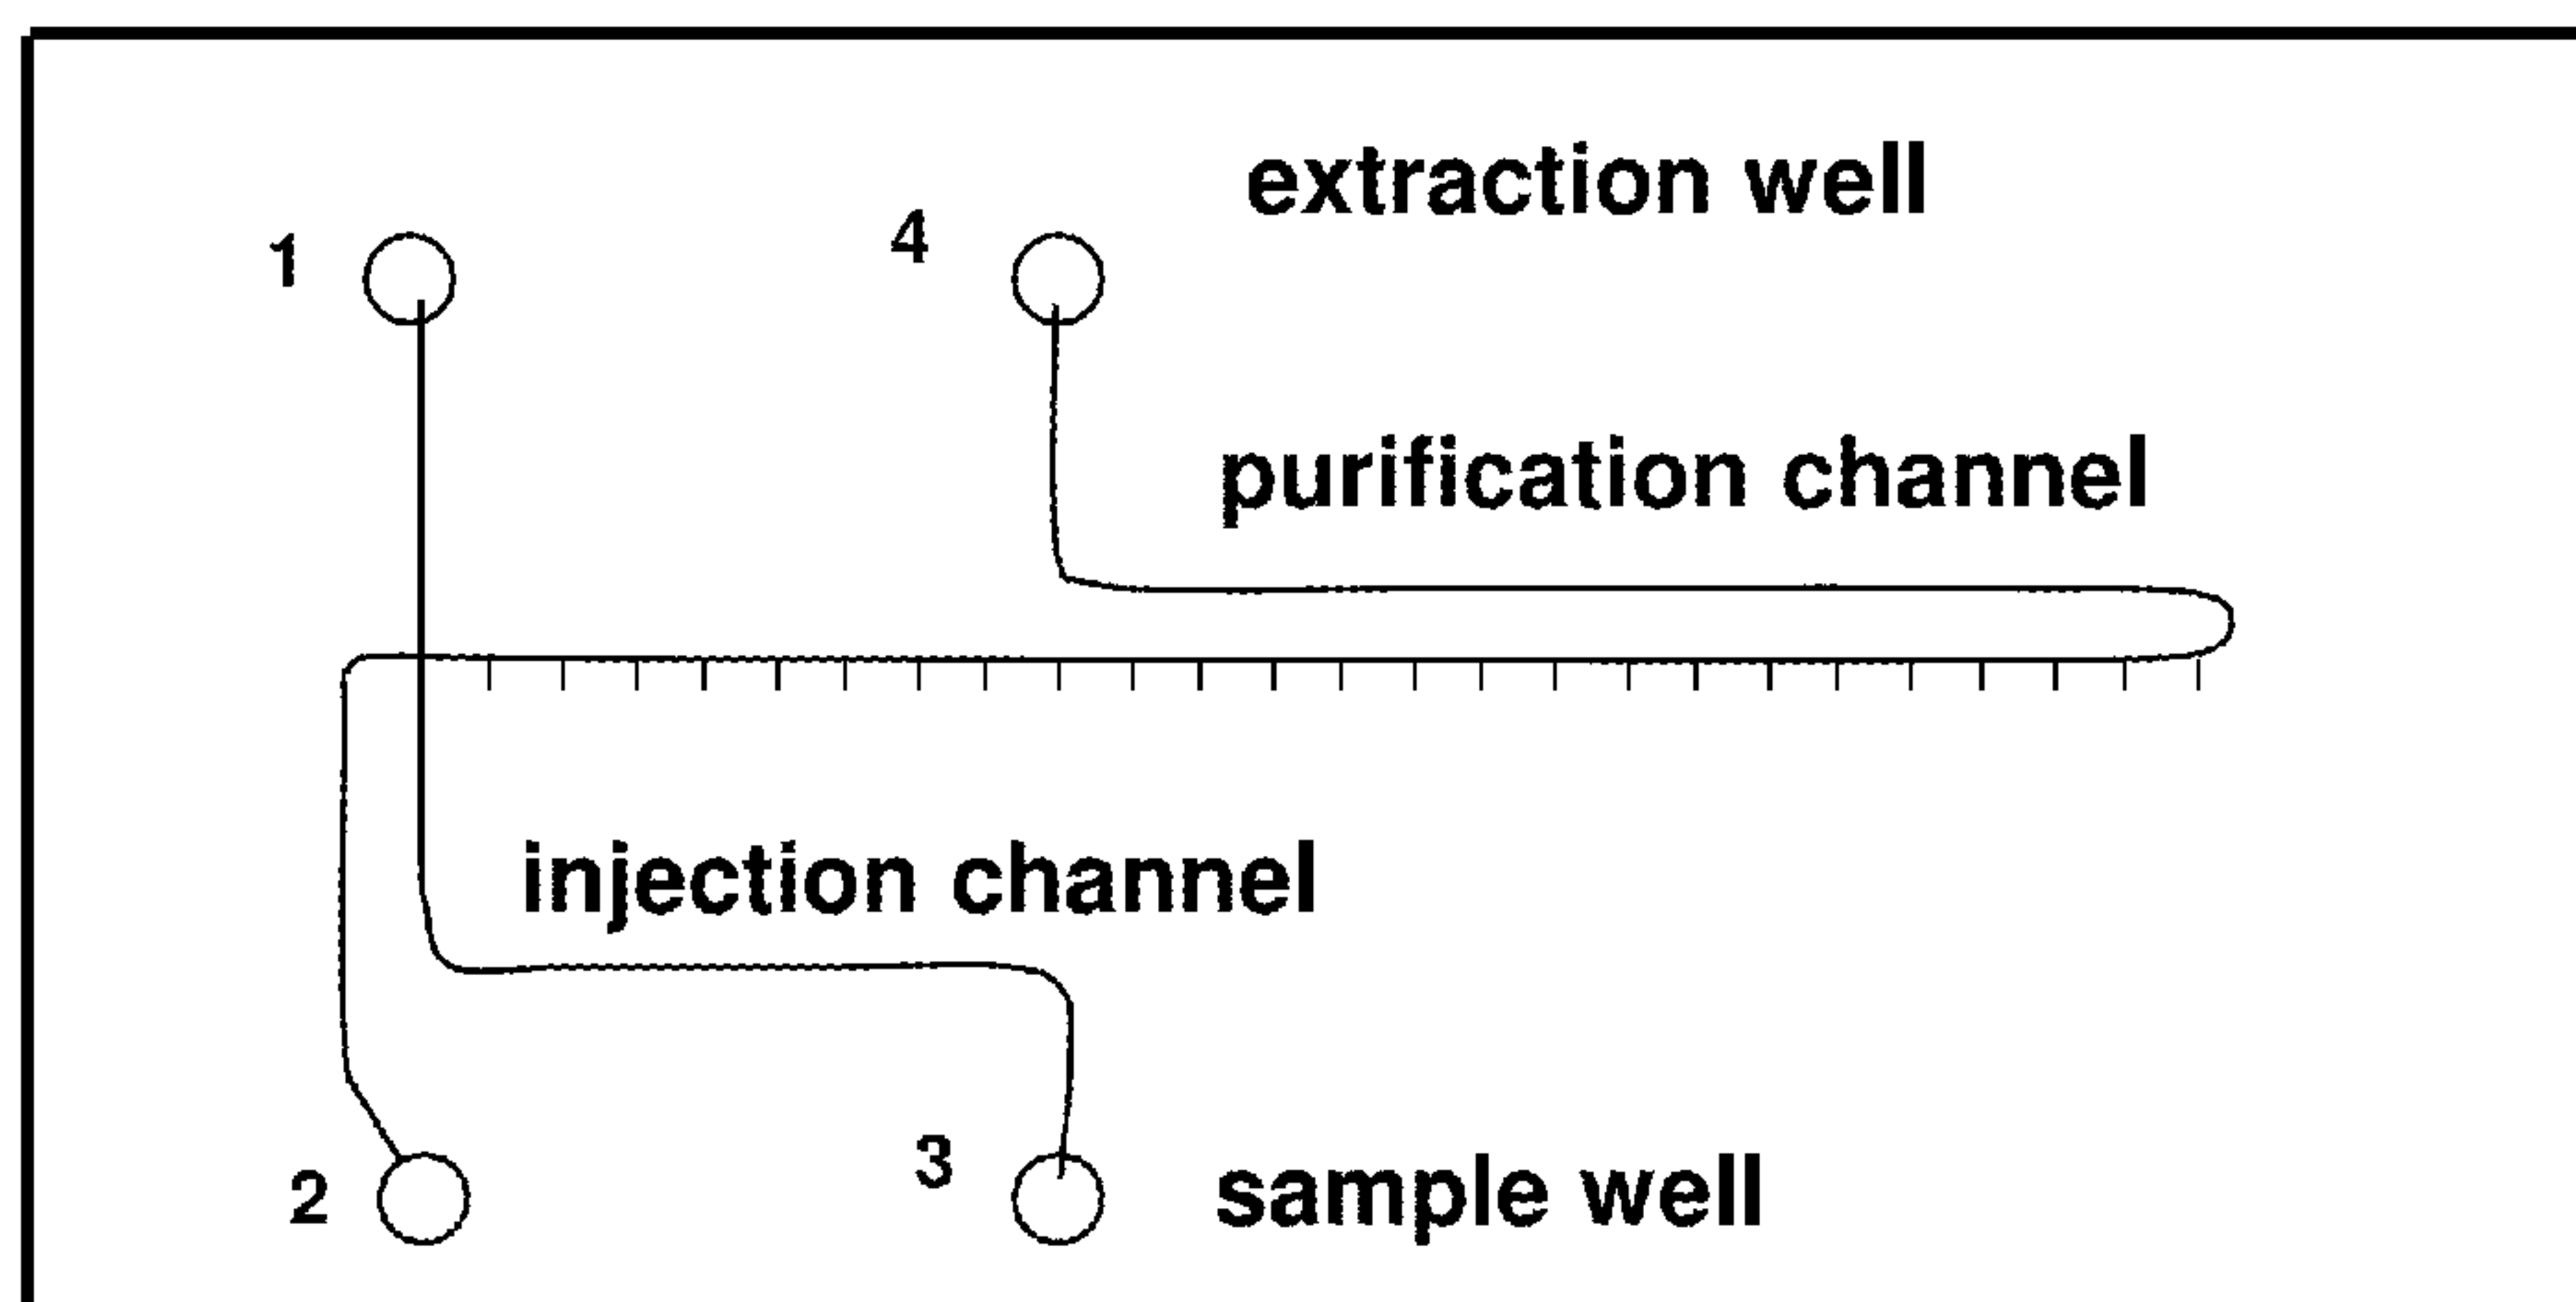 extraction well
1
4
purification channel
injection channel
3
sample well
2